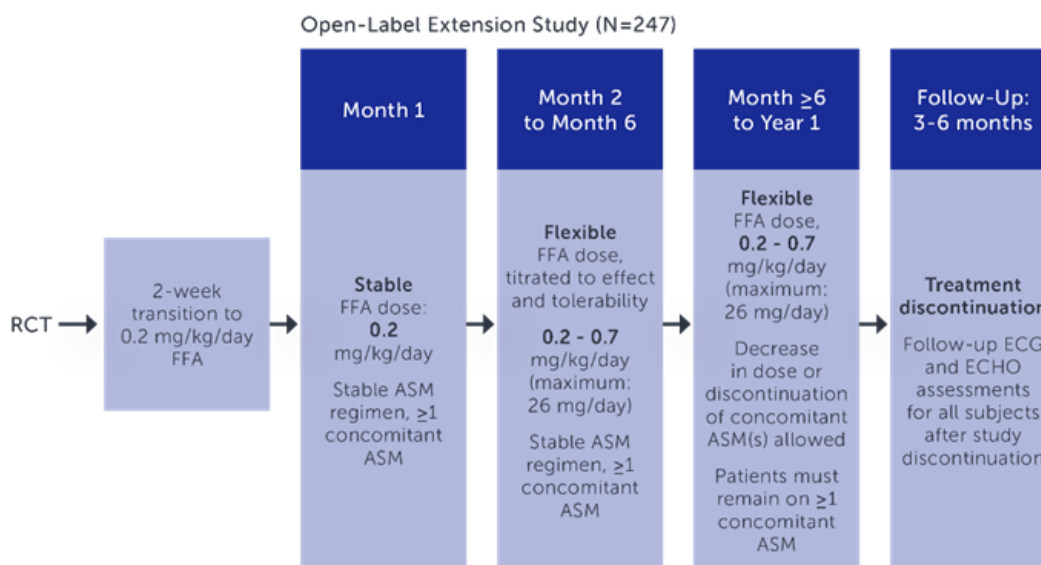 Open-Label Extension Study (N=247)
RCT
2-week
transition to
0.2 mg/kg/day
FFA
Month 1
Stable
FFA dose:
0.2
mg/kg/day
Stable ASM
regimen, ≥1
concomitant
ASM
Month 2
to Month 6
Flexible
FFA dose,
titrated to effect
and tolerability
0.2 - 0.7
mg/kg/day
(maximum:
26 mg/day)
Stable ASM
regimen, ≥1
concomitant
ASM
Month ≥6
to Year 1
Flexible
FFA dose,
0.2 - 0.7
mg/kg/day
(maximum:
26 mg/day)
Decrease
in dose or
discontinuation
of concomitant
ASM(s) allowed
Patients must
remain on ≥1
concomitant
ASM
Follow-Up:
3-6 months
Treatment
discontinuation
Follow-up ECG
and ECHO
assessments
for all subjects
after study
discontinuation